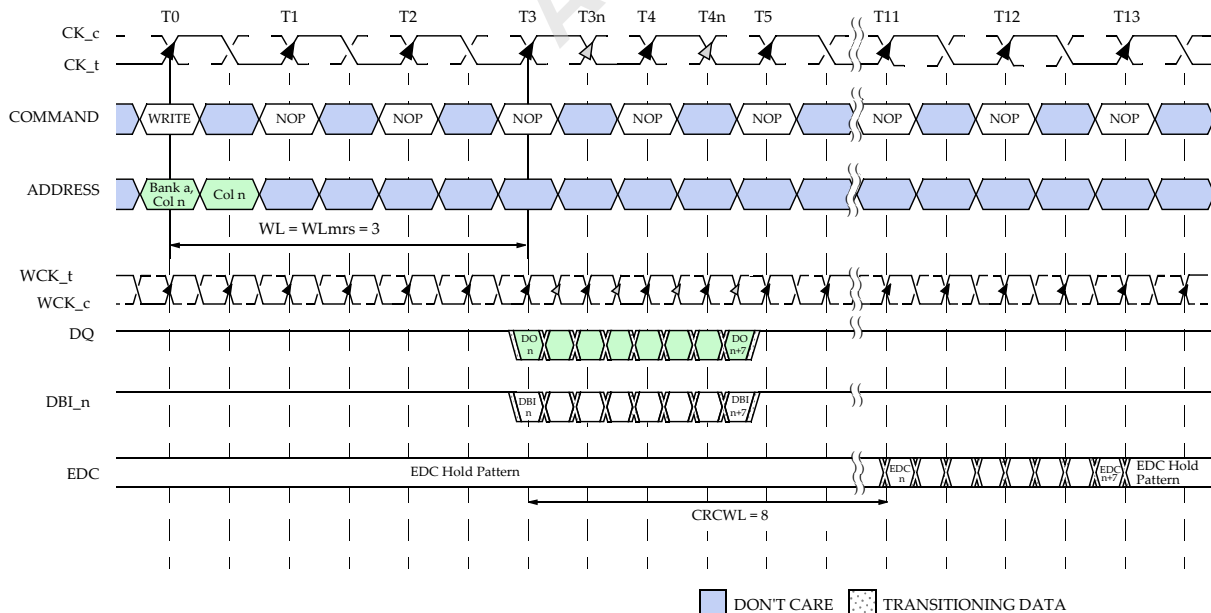 T0 T1 T2 T3 T3n T4 T4n T5 T11 T12 T13
CK_c
CK_t
COMMAND WRITE NOP NOP NOP NOP NOP NOP NOP NOP
ADDRESS Bank a, Col n Col n
WL = WLmrs = 3
WCK_t
WCK_c
DQ DO n DO n+7
DBI_n DBI n DBI n+7
EDC EDC Hold Pattern EDC n EDC n+7 EDC Hold Pattern
CRCWL = 8
DON'T CARE TRANSITIONING DATA